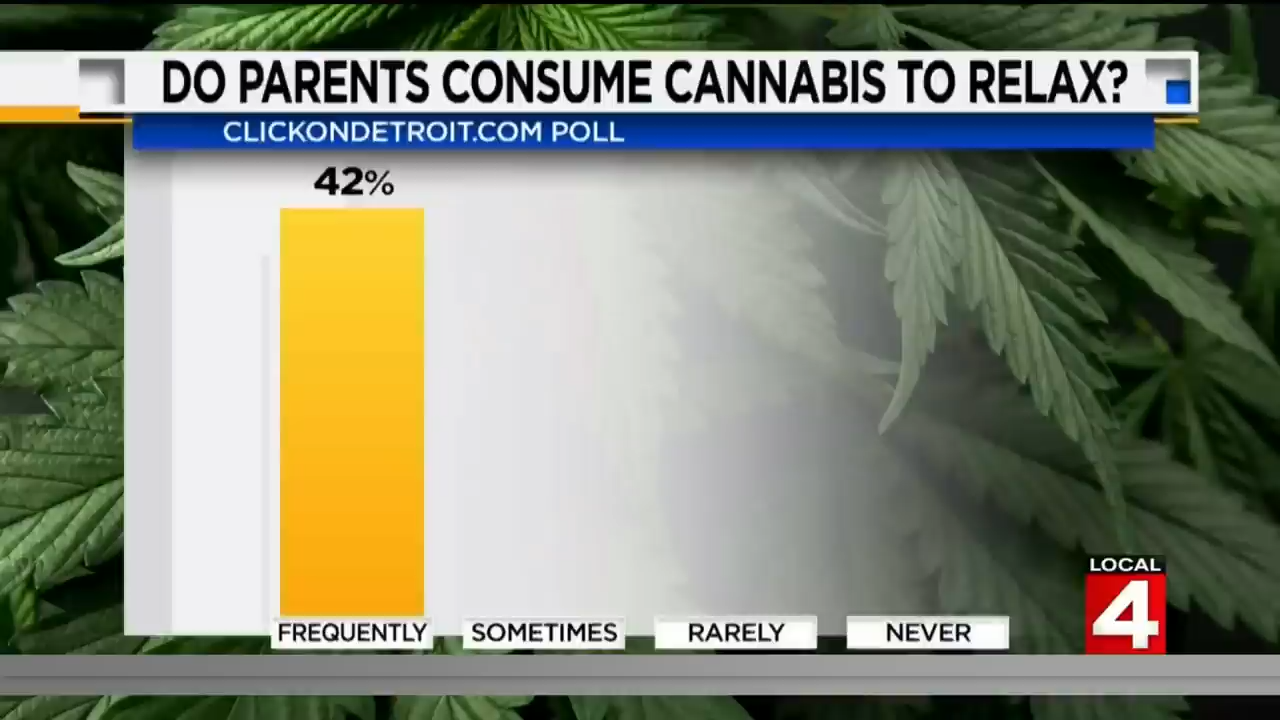 DO PARENTS CONSUME CANNABIS TO RELAX?
CLICKONDETROIT.COM POLL
42%
FREQUENTLY
SOMETIMES
RARELY
NEVER
LOCAL
4